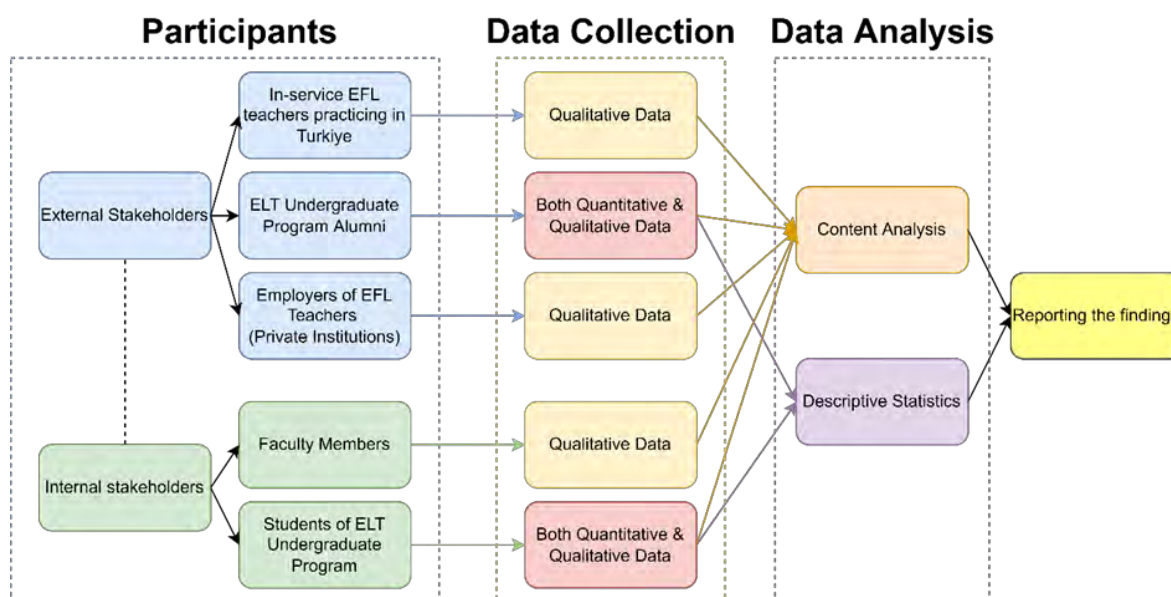 Participants
Data Collection
Data Analysis
In-service EFL
teachers practicing in
Turkiye
Qualitative Data
External Stakeholders
ELT Undergraduate
Program Alumni
Both Quantitative &
Qualitative Data
Content Analysis
Employers of EFL
Teachers
(Private Institutions)
Qualitative Data
Reporting the finding
Descriptive Statistics
Faculty Members
Qualitative Data
Internal stakeholders
Students of ELT
Undergraduate
Program
Both Quantitative &
Qualitative Data